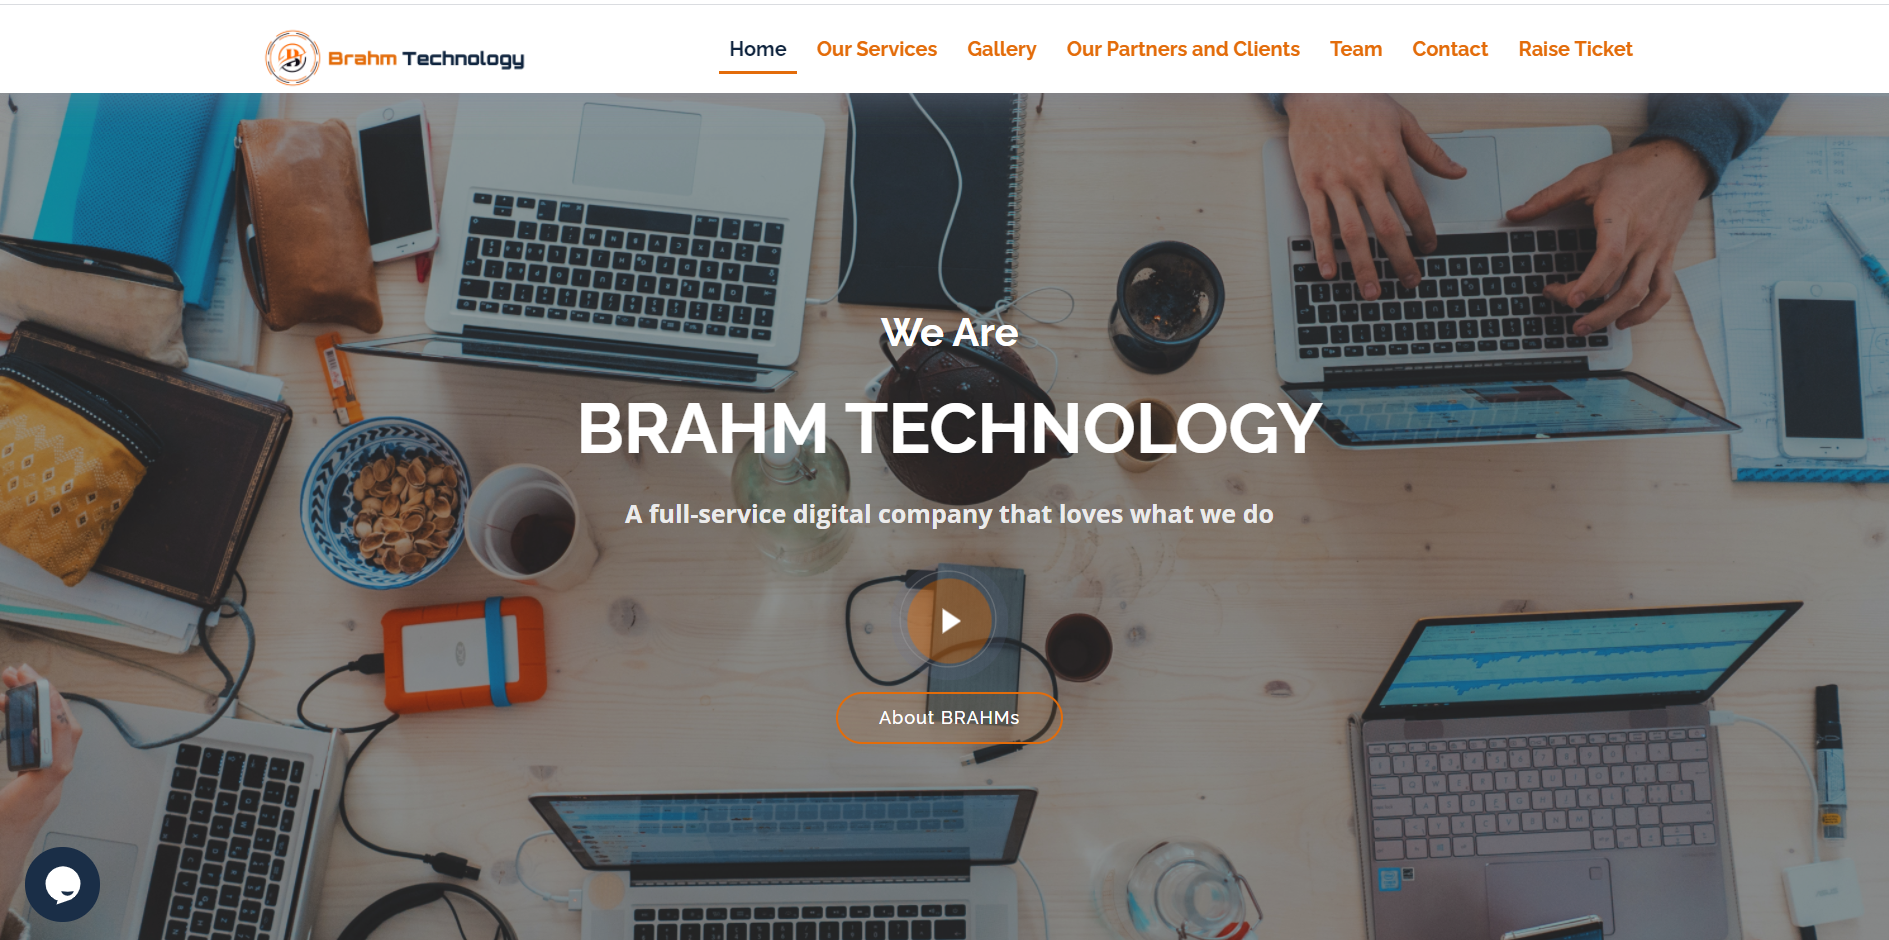 Brahm Technology
Home Our Services Gallery Our Partners and Clients Team Contact Raise Ticket
We Are
BRAHM TECHNOLOGY
A full-service digital company that loves what we do
About BRAHMs